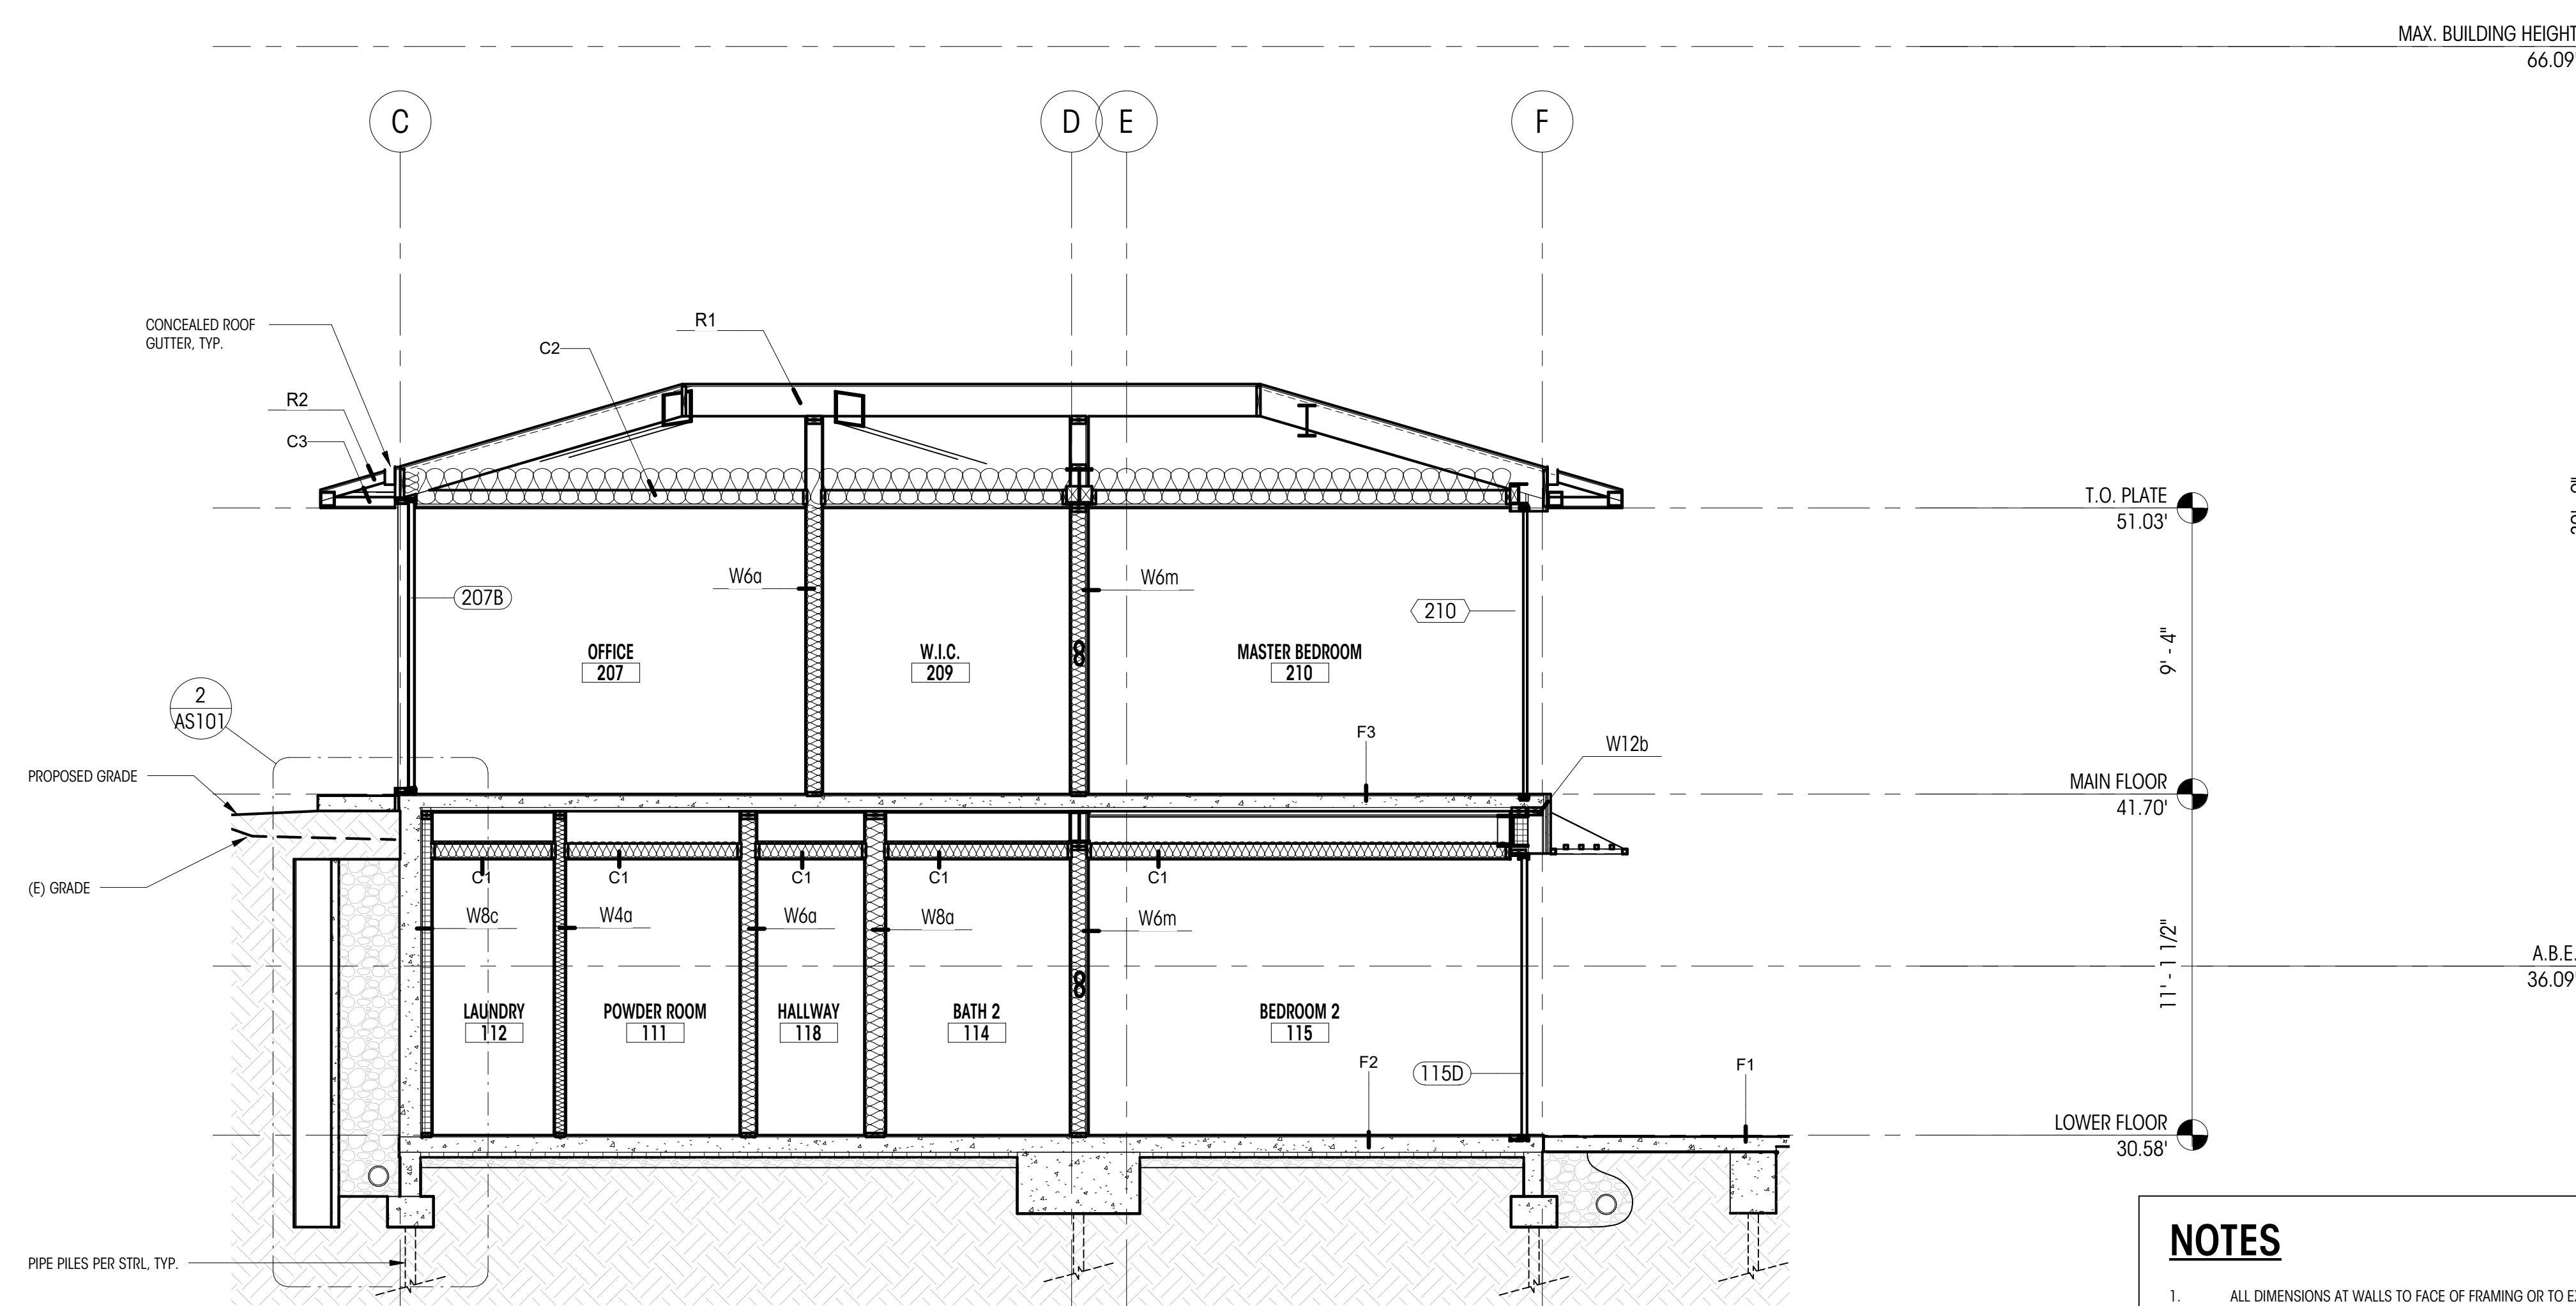 MAX. BUILDING HEIGHT
66.09'
C
D
E
F
CONCEALED ROOF
GUTTER, TYP.
R1
C2
R2
C3
T.O. PLATE
51.03'
W6a
W6m
207B
210
OFFICE
207
W.I.C.
209
MASTER BEDROOM
210
9' - 4"
2
AS101
F3
W12b
PROPOSED GRADE
MAIN FLOOR
41.70'
(E) GRADE
C1
C1
C1
C1
C1
W8c
W4a
W6a
W8a
W6m
11' - 1 1/2"
A.B.E.
36.09'
LAUNDRY
112
POWDER ROOM
111
HALLWAY
118
BATH 2
114
BEDROOM 2
115
F2
115D
F1
LOWER FLOOR
30.58'
PIPE PILES PER STRL, TYP.
NOTES
1. ALL DIMENSIONS AT WALLS TO FACE OF FRAMING OR TO